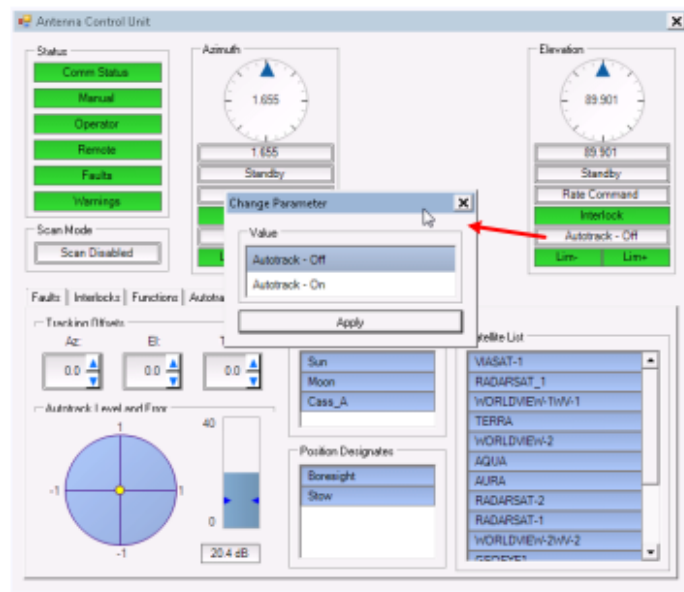 Antenna Control Unit
Status
Comm Status
Manual
Operator
Remote
Faults
Warnings
Scan Mode
Scan Disabled
Azimuth
1.655
1.655
Standby
Elevation
89.901
89.901
Standby
Rate Command
Interlock
Autotrack - Off
Lim-
Lim+
Change Parameter
Value
Autotrack - Off
Autotrack - On
Apply
Faults
Interlocks
Functions
Tracking Offsets
Az:
El:
0.0
0.0
0.0
Autotrack Level and Error
1
-1
1
-1
40
0
20.4 dB
Sun
Moon
Cass_A
Position Designates
Boresight
Stow
Satellite List
VIASAT-1
RADARSAT_1
WORLDVIEW-1WV-1
TERRA
WORLDVIEW-2
AQUA
AURA
RADARSAT-2
RADARSAT-1
WORLDVIEW-2WV-2
GEOEYE1